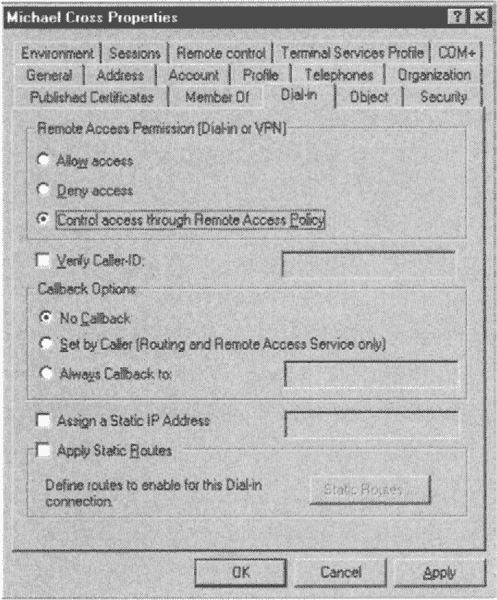 Michael Cross Properties
Environment Sessions Remote control Terminal Services Profile COM+
General Address Account Profile Telephones Organization
Published Certificates Member Of Dial-in Object Security
Remote Access Permission (Dial-in or VPN)
Allow access
Deny access
Control access through Remote Access Policy
Verify Caller-ID:
Callback Options
No Callback
Set by Caller (Routing and Remote Access Service only)
Always Callback to:
Assign a Static IP Address
Apply Static Routes
Define routes to enable for this Dial-in
connection.
Static Routes ...
OK Cancel Apply